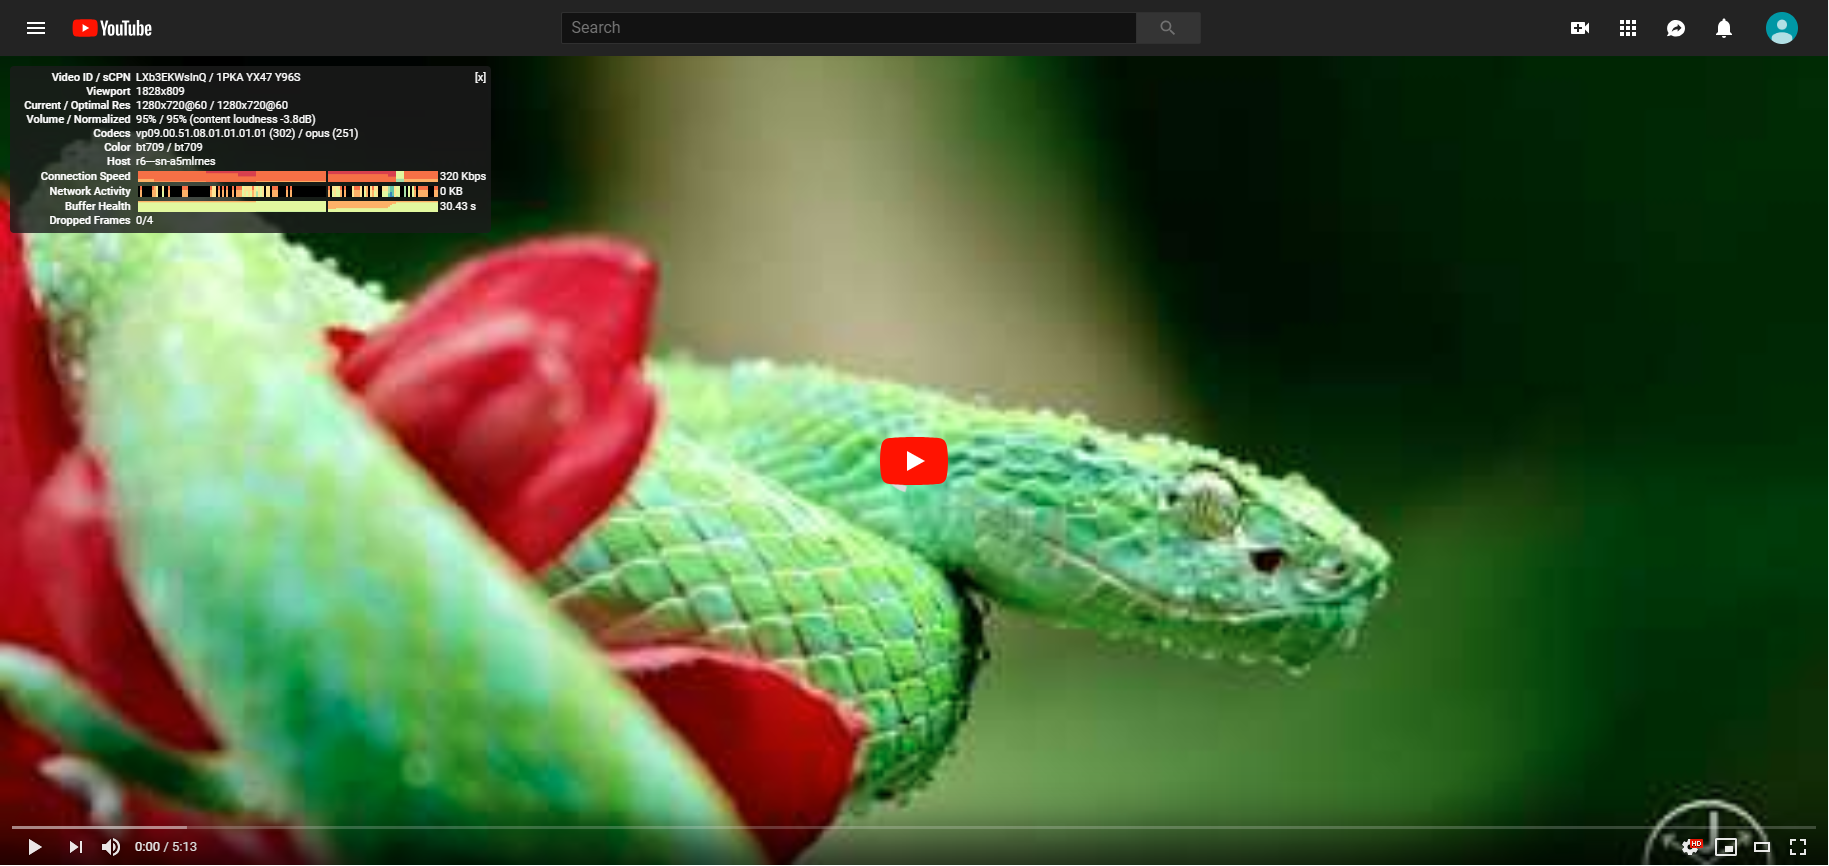 YouTube
Search
Video ID / sCPN LXb3EKWsInQ / 1PKA YX47 Y96S [x]
Viewport 1828x809
Current / Optimal Res 1280x720@60 / 1280x720@60
Volume / Normalized 95% / 95% (content loudness -3.8dB)
Codecs vp09.00.51.08.01.01.01.01 (302) / opus (251)
Color bt709 / bt709
Host r6---sn-a5mlrnes
Connection Speed 320 Kbps
Network Activity 0 KB
Buffer Health 30.43 s
Dropped Frames 0/4
0:00 / 5:13
HD